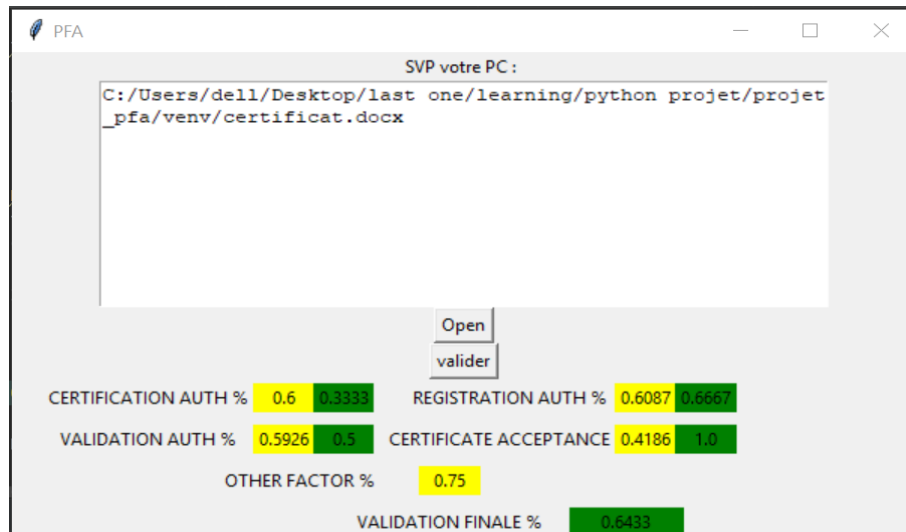 PFA
SVP votre PC :
C:/Users/dell/Desktop/last one/learning/python projet/projet
_pfa/venv/certificat.docx
Open
valider
CERTIFICATION AUTH % 0.6 0.3333 REGISTRATION AUTH % 0.6087 0.6667
VALIDATION AUTH % 0.5926 0.5 CERTIFICATE ACCEPTANCE 0.4186 1.0
OTHER FACTOR % 0.75
VALIDATION FINALE % 0.6433